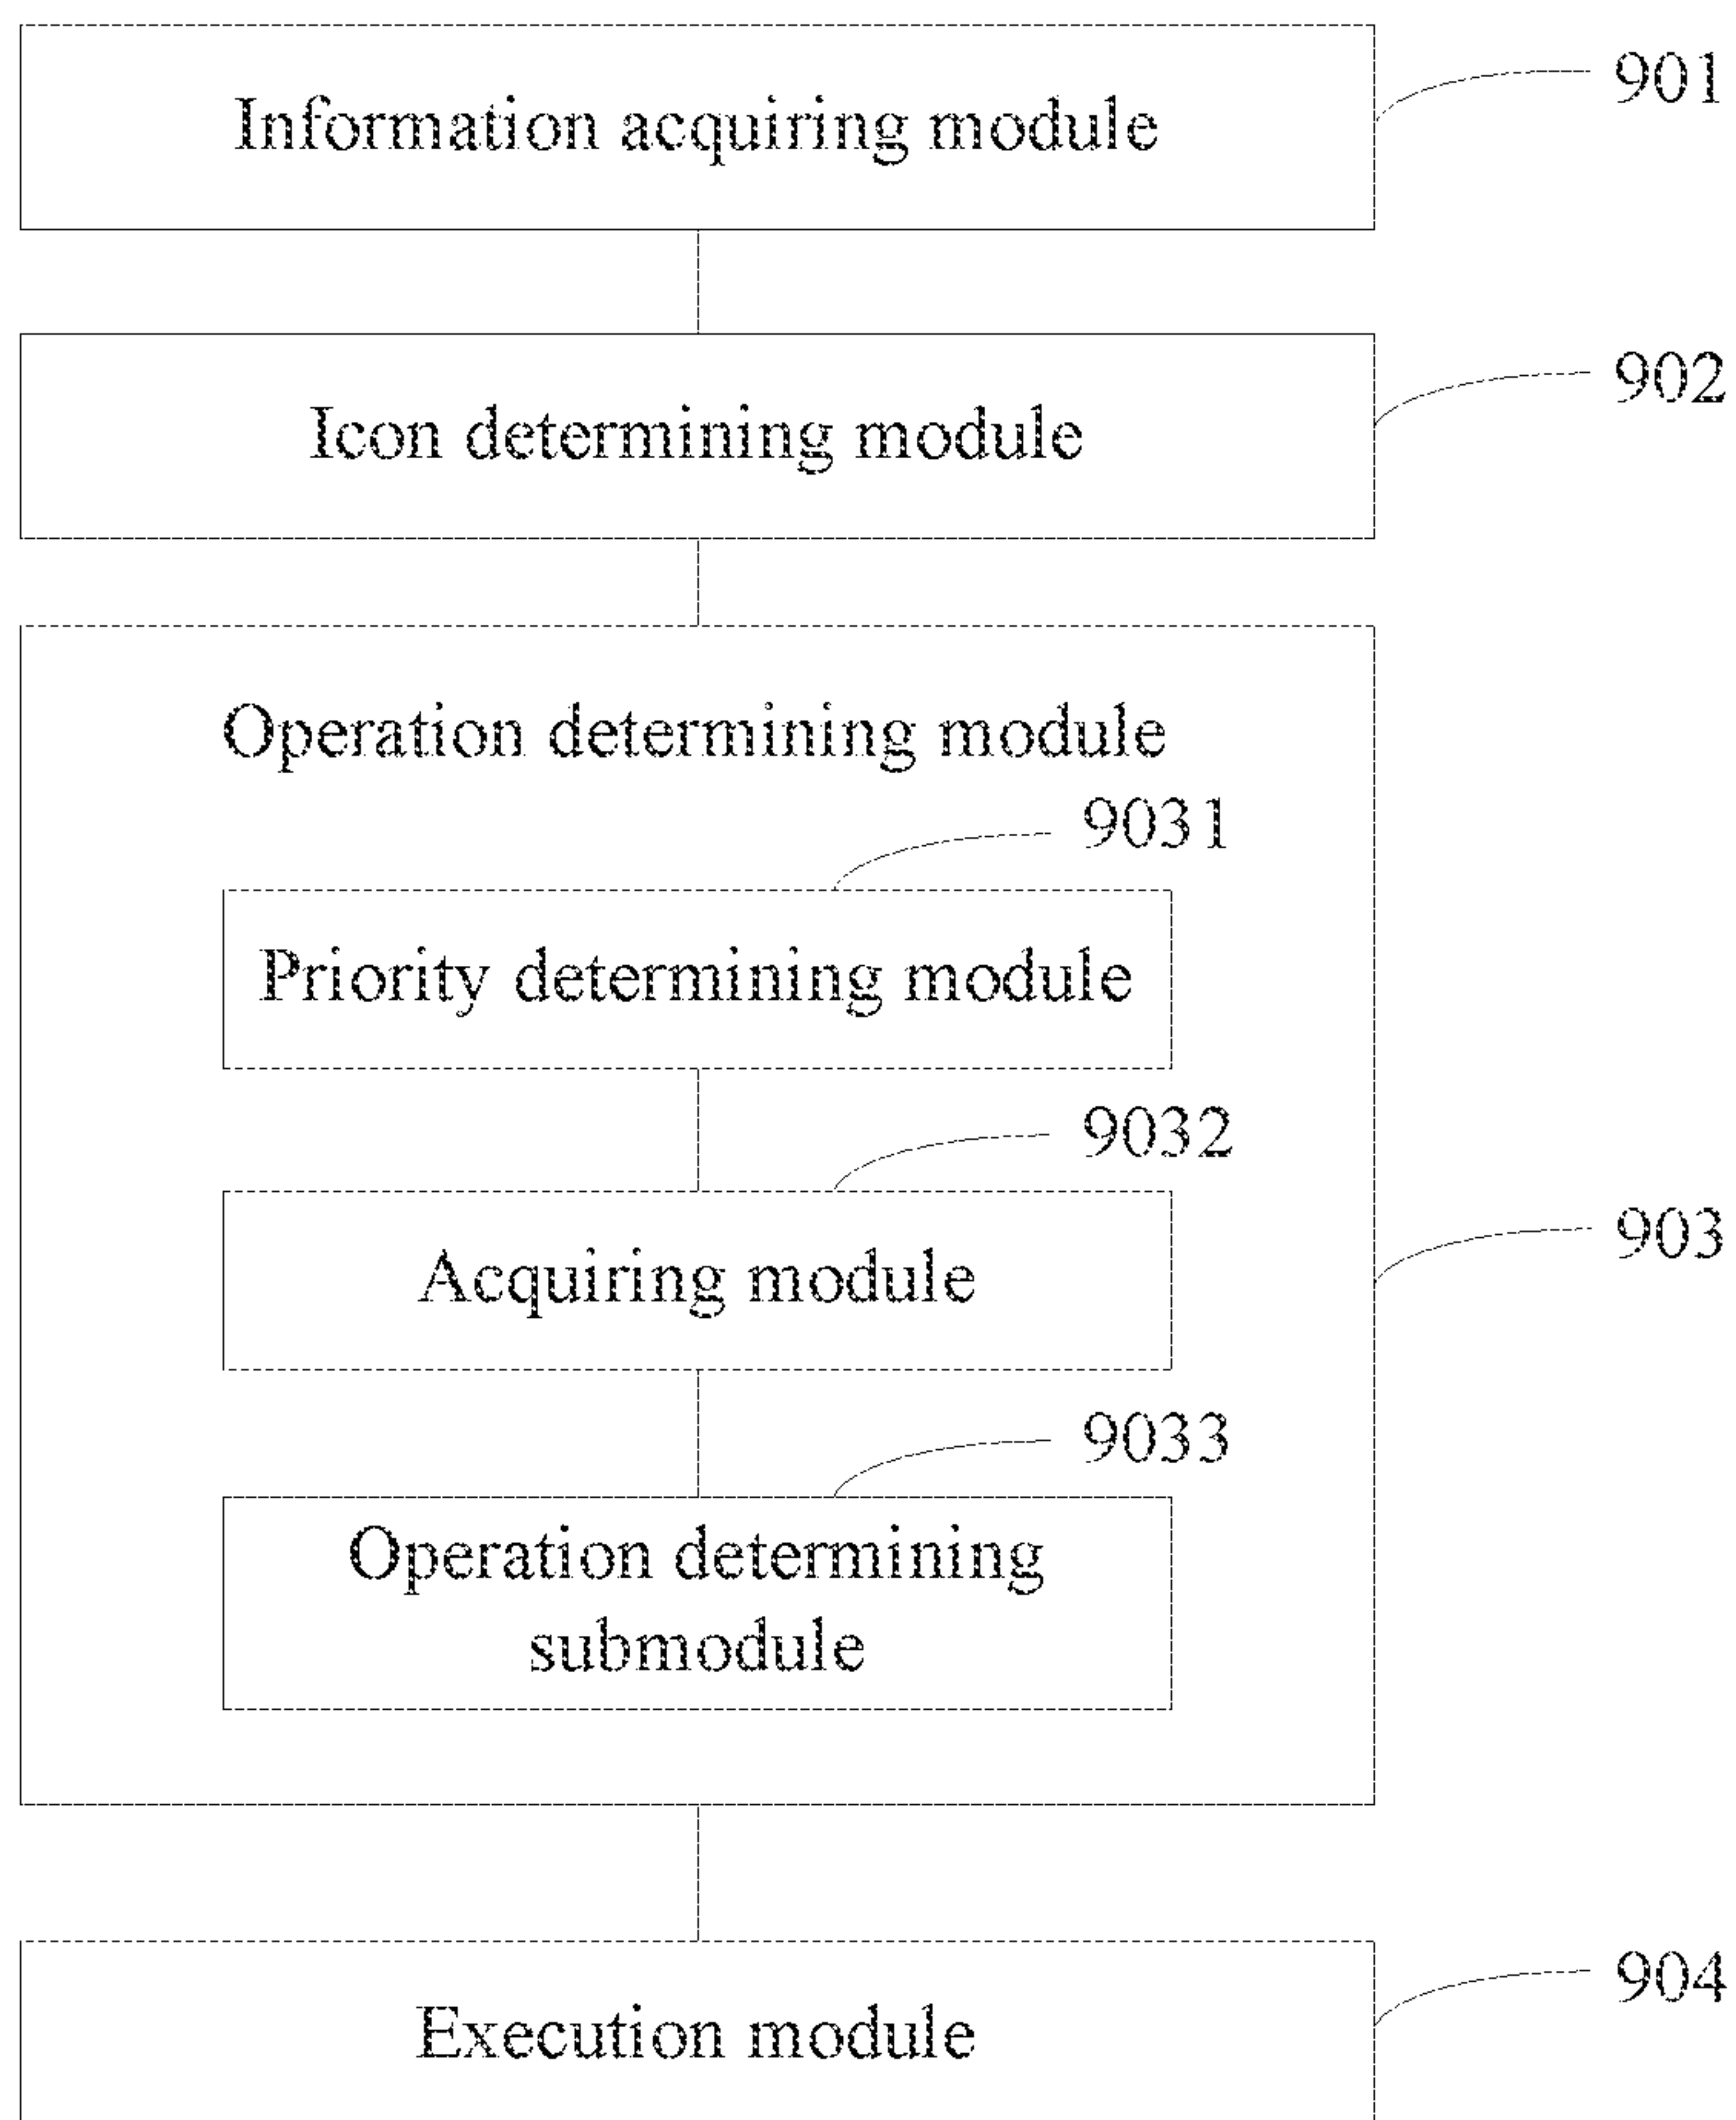 Information acquiring module
901
Icon determining module
902
Operation determining module
9031
Priority determining module
9032
Acquiring module
903
9033
Operation determining
submodule
904
Execution module